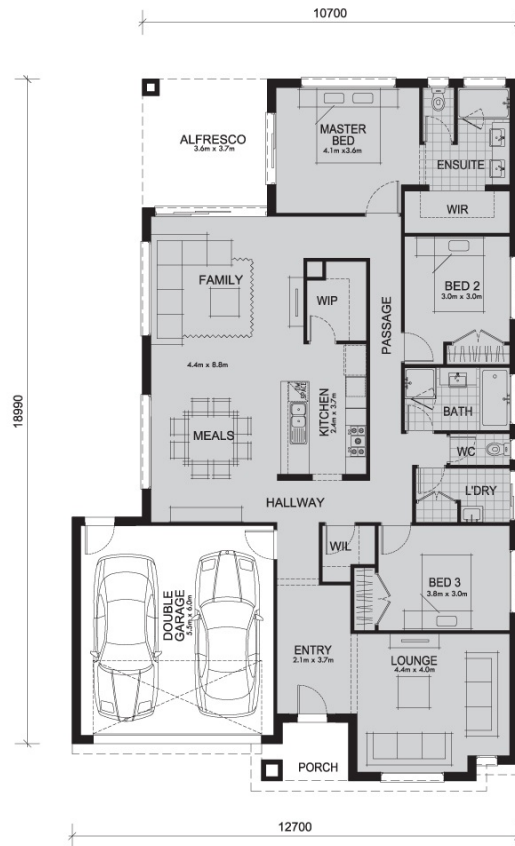 10700
18990
ALFRESCO
3.6m x 3.7m
MASTER
BED
4.1m x3.6m
ENSUITE
WIR
FAMILY
WIP
BED 2
3.0m x 3.0m
PASSAGE
4.4m x 8.8m
KITCHEN
2.4m x 3.7m
MEALS
BATH
WC
L'DRY
HALLWAY
WIL
DOUBLE
GARAGE
5.5m x 6.0m
BED 3
3.8m x 3.0m
ENTRY
2.1m x 3.7m
LOUNGE
4.4m x 4.0m
PORCH
12700